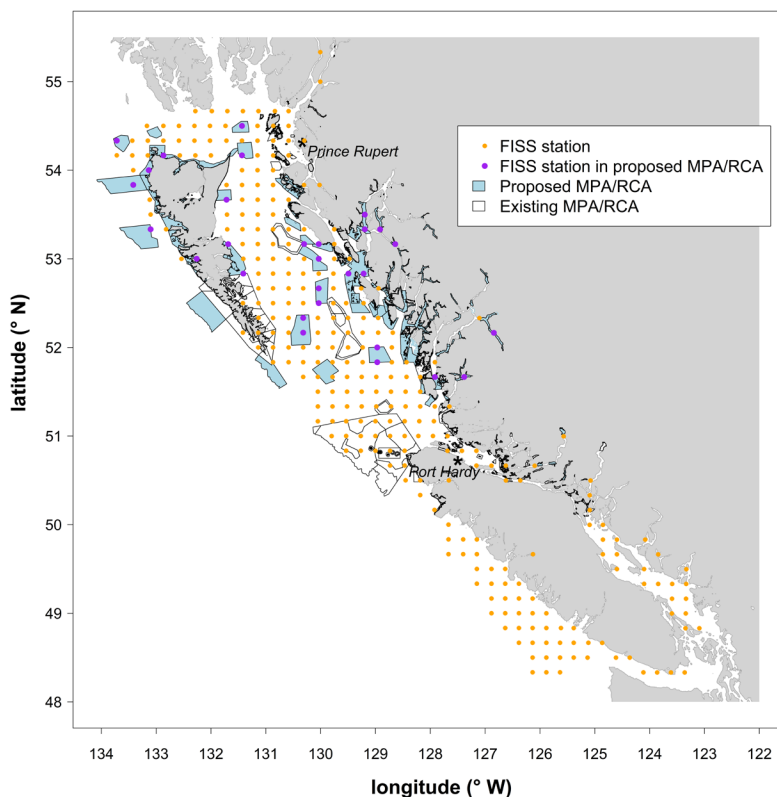 55
54
53
52
51
50
49
48
latitude (° N)
Prince Rupert
Port Hardy
FISS station
FISS station in proposed MPA/RCA
Proposed MPA/RCA
Existing MPA/RCA
134 133 132 131 130 129 128 127 126 125 124 123 122
longitude (° W)